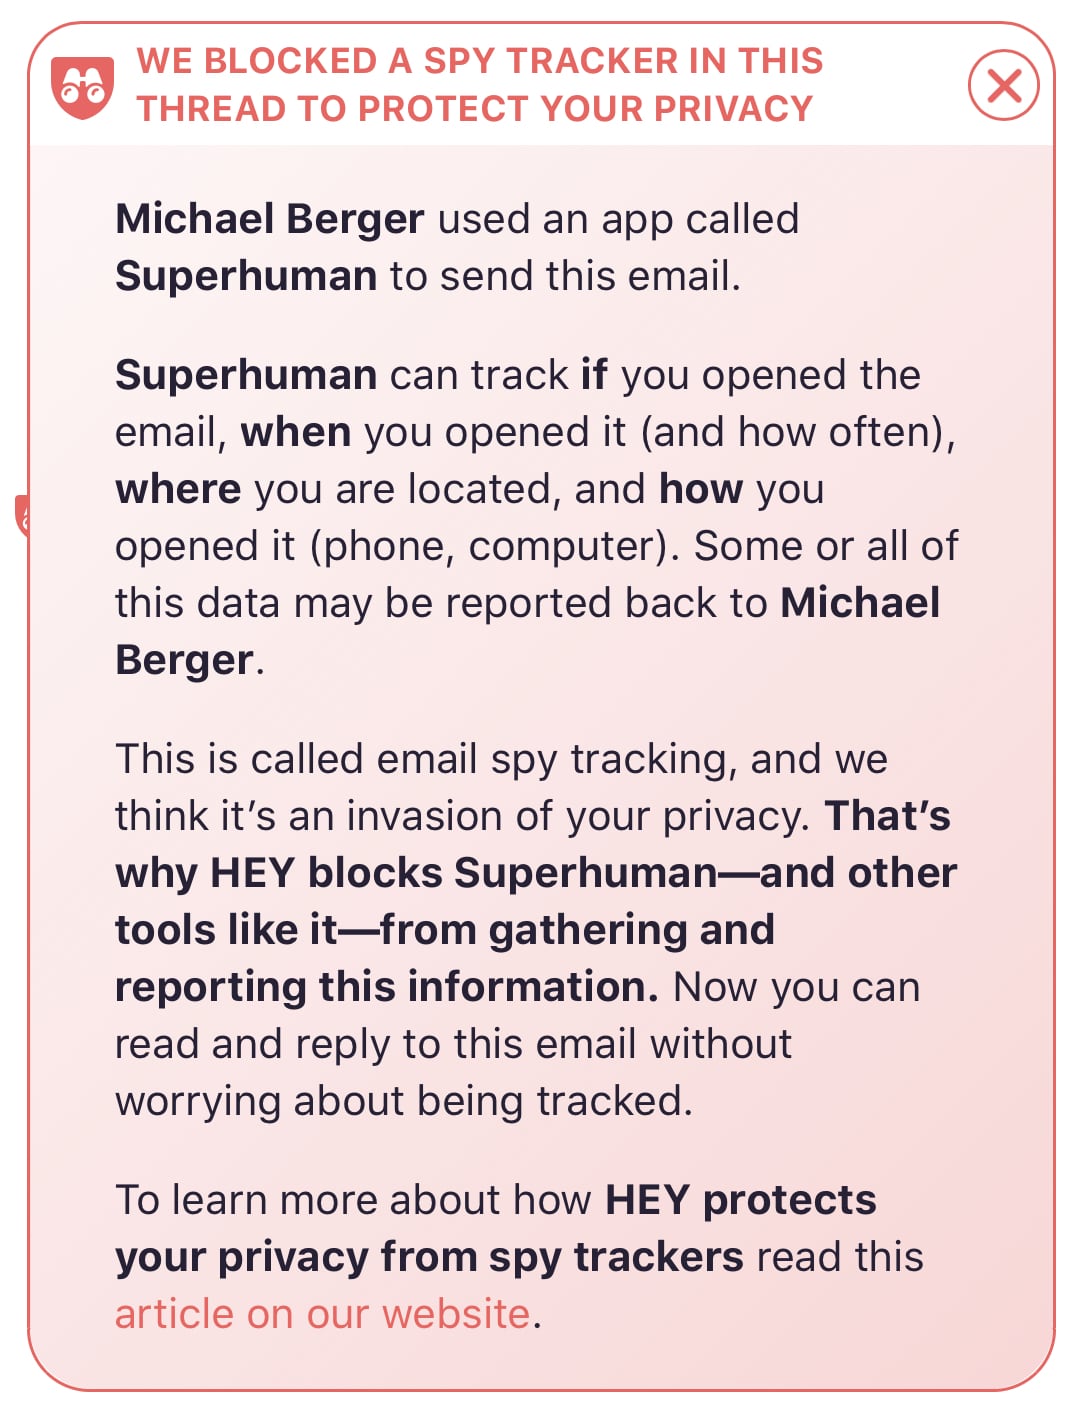 WE BLOCKED A SPY TRACKER IN THIS
THREAD TO PROTECT YOUR PRIVACY
Michael Berger used an app called
Superhuman to send this email.
Superhuman can track if you opened the
email, when you opened it (and how often),
where you are located, and how you
opened it (phone, computer). Some or all of
this data may be reported back to Michael
Berger.
This is called email spy tracking, and we
think it’s an invasion of your privacy. That’s
why HEY blocks Superhuman—and other
tools like it—from gathering and
reporting this information. Now you can
read and reply to this email without
worrying about being tracked.
To learn more about how HEY protects
your privacy from spy trackers read this
article on our website.